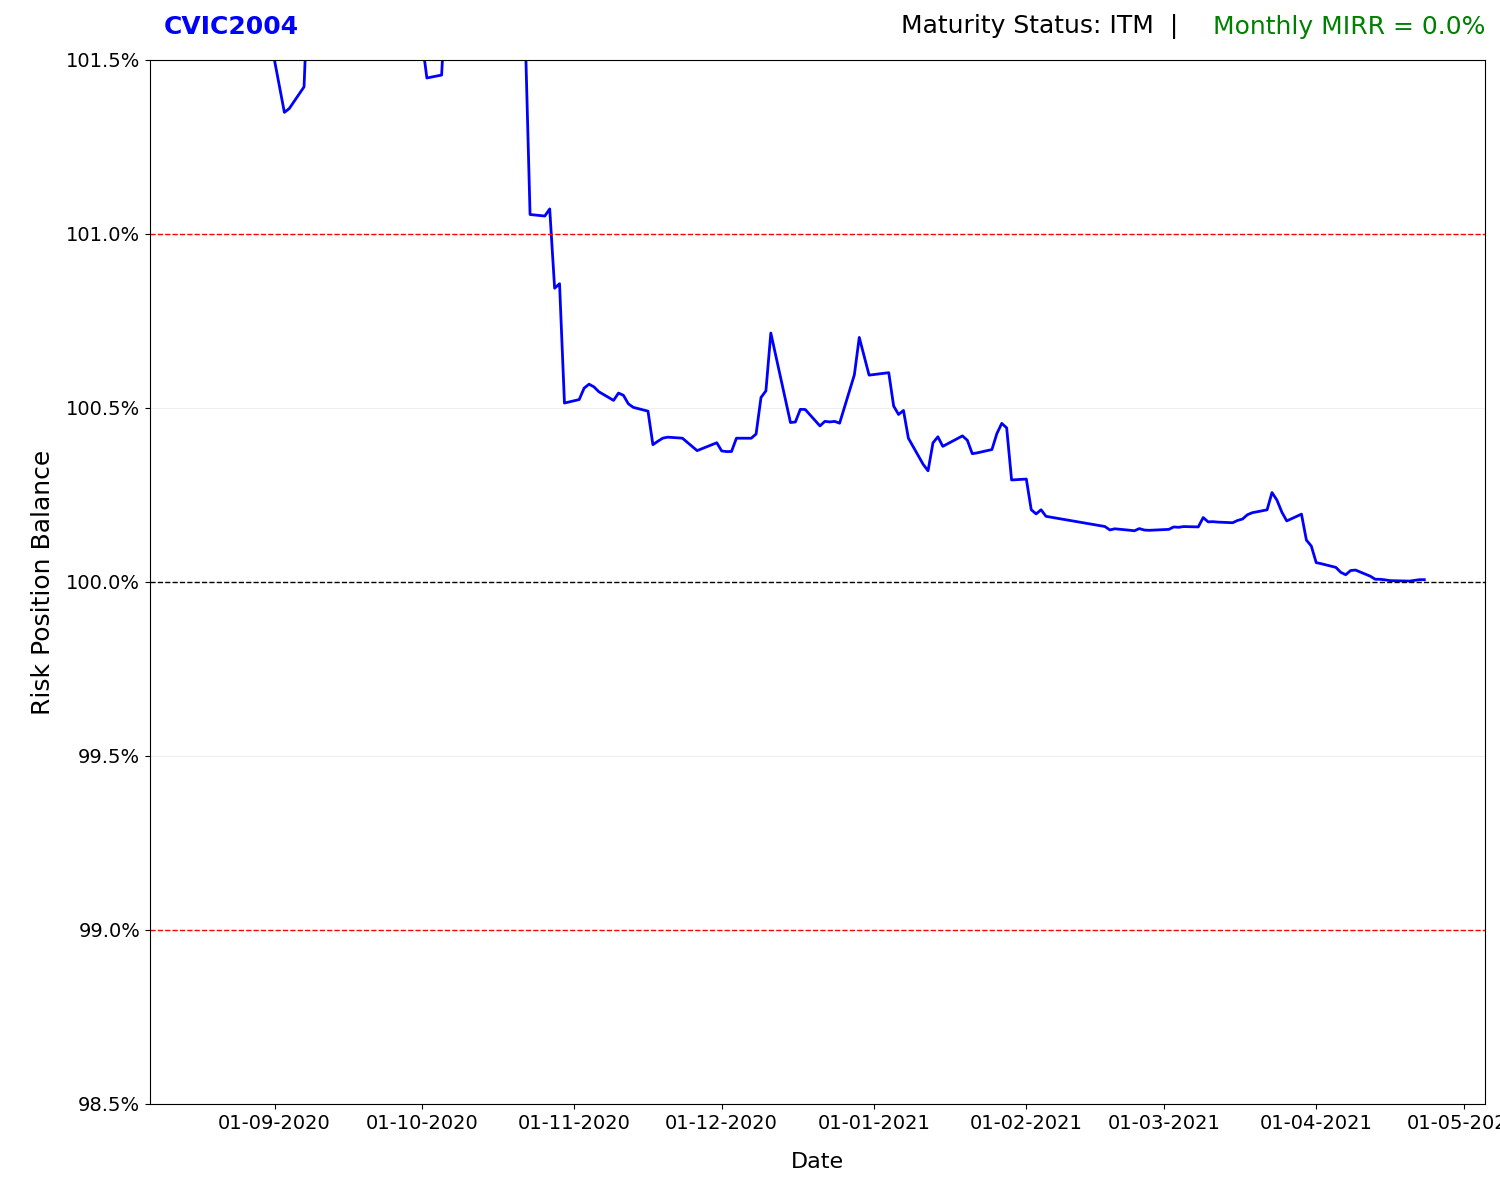 CVIC2004
Maturity Status: ITM | Monthly MIRR = 0.0%
101.5%
101.0%
100.5%
100.0%
99.5%
99.0%
98.5%
Risk Position Balance
01-09-2020 01-10-2020 01-11-2020 01-12-2020 01-01-2021 01-02-2021 01-03-2021 01-04-2021 01-05-202
Date